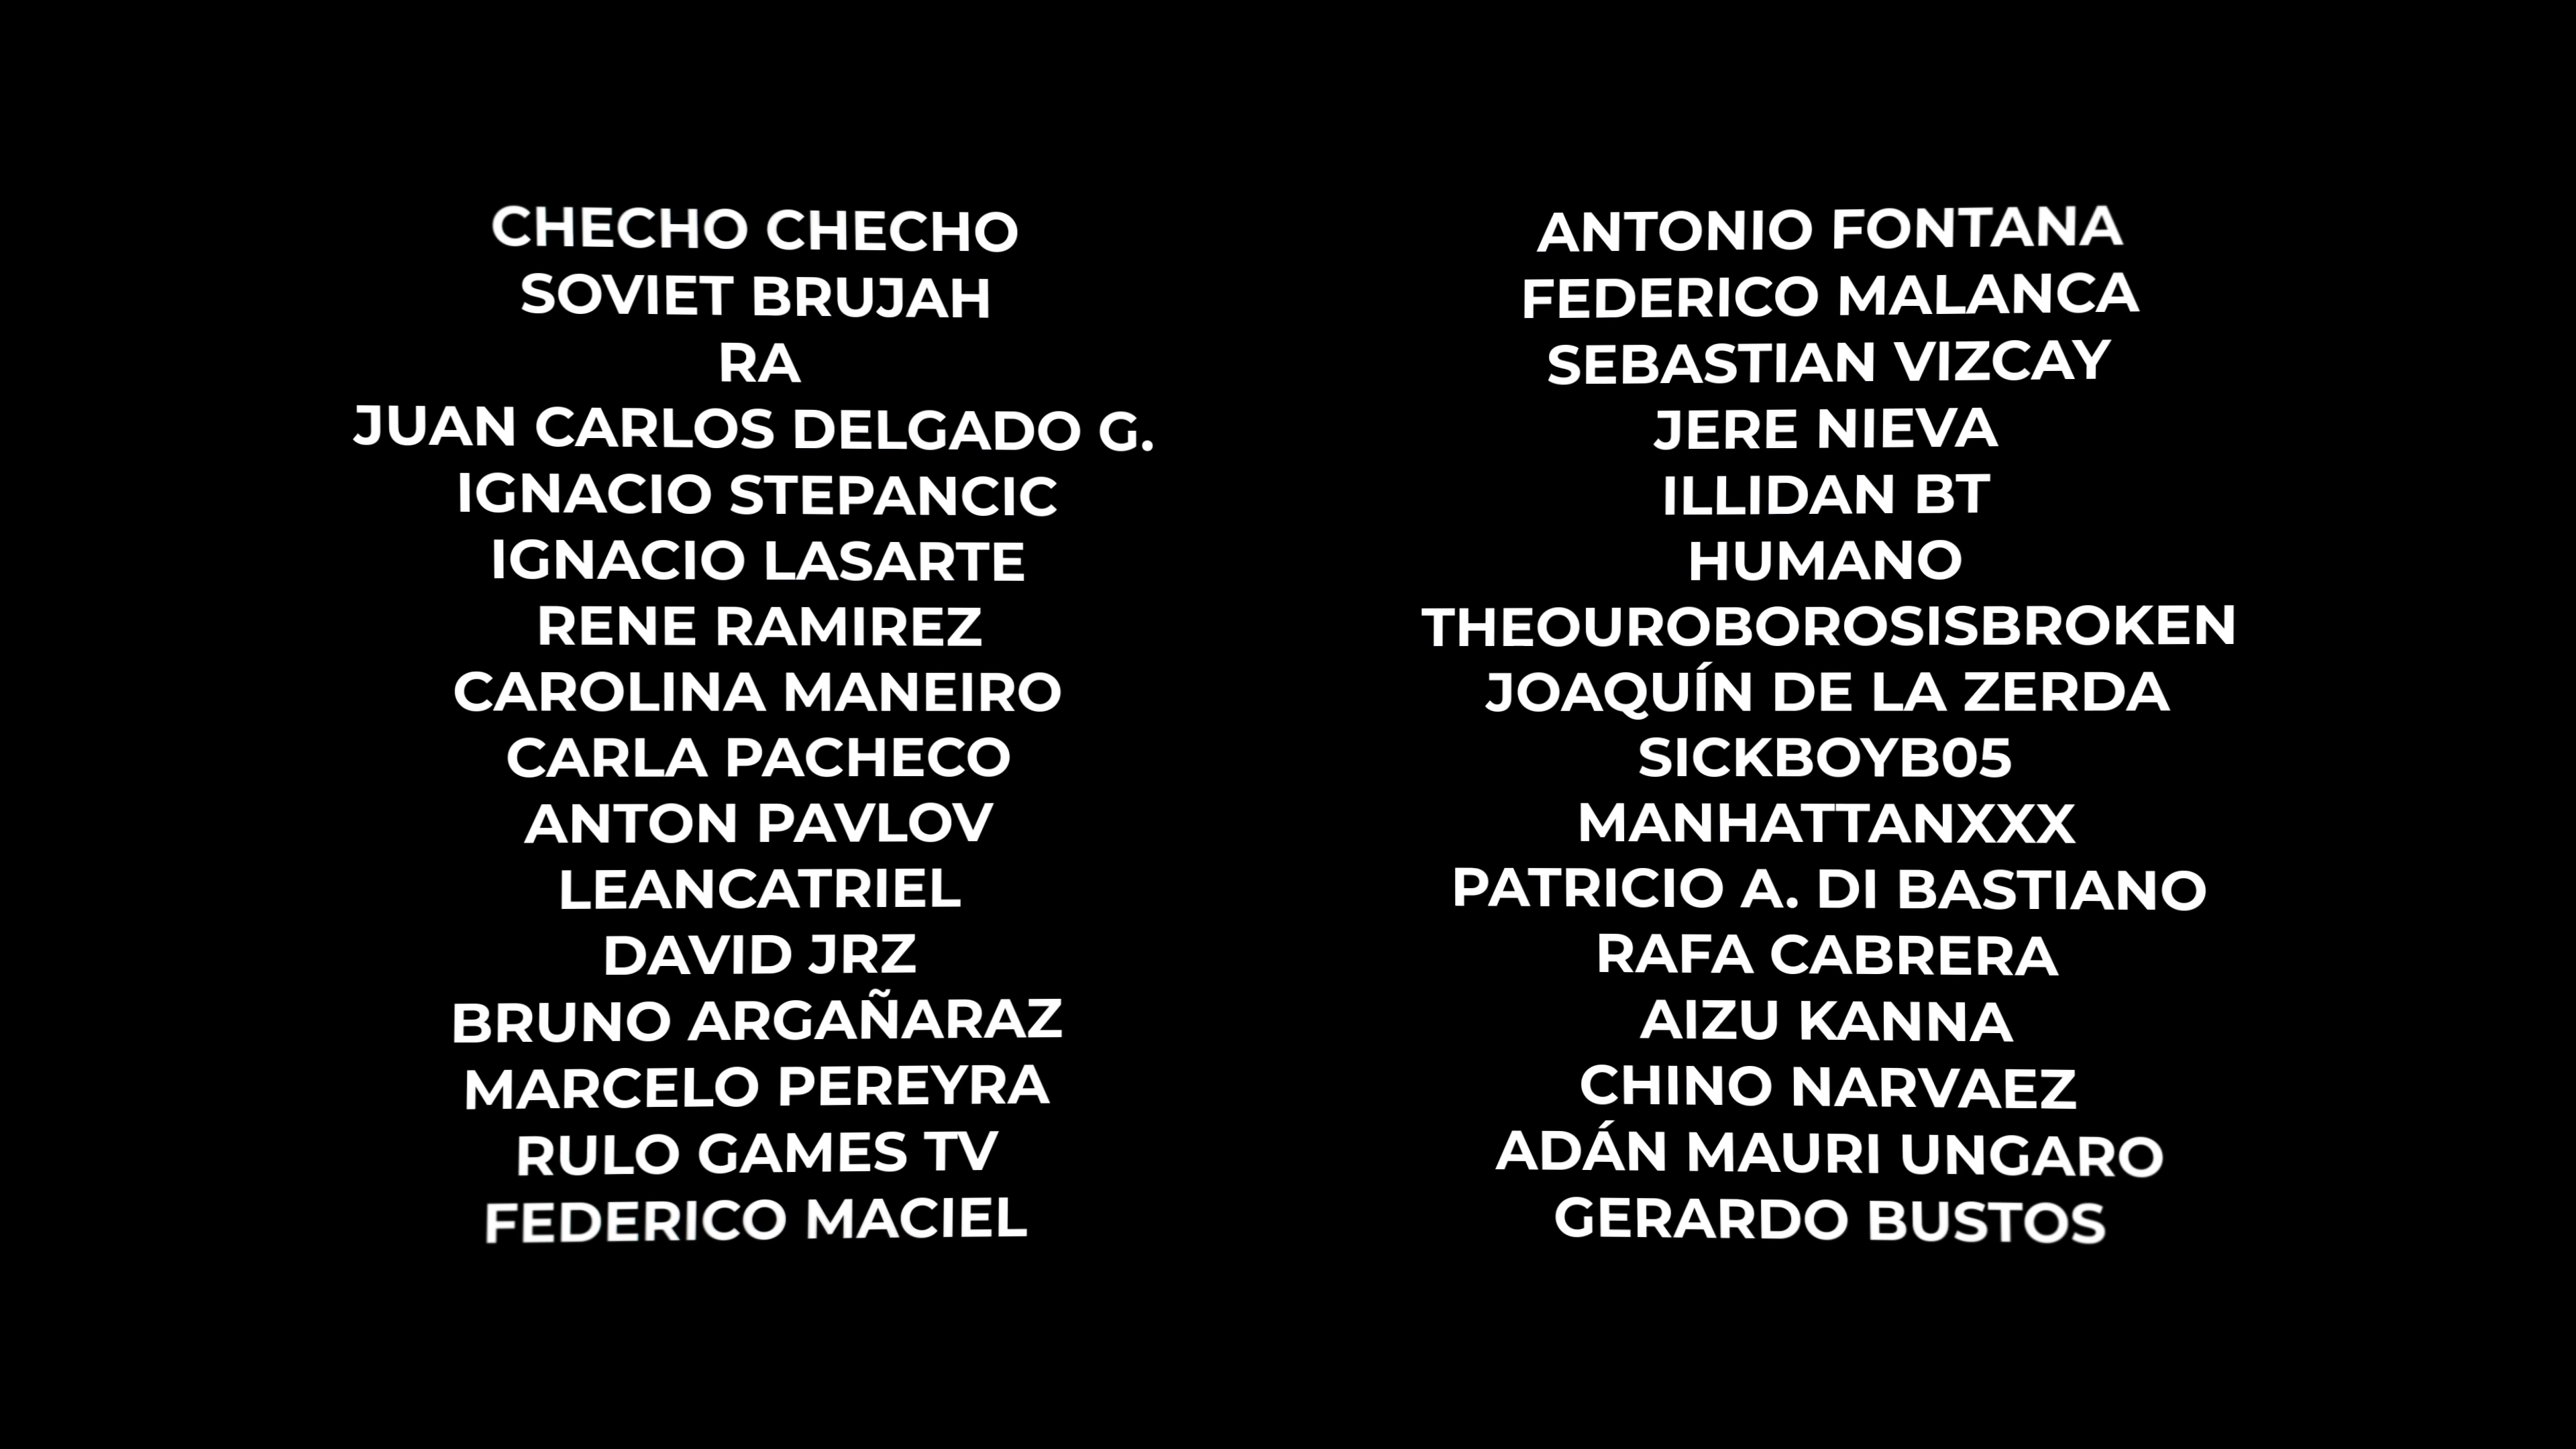 CHECHO CHECHO
SOVIET BRUJAH
RA
JUAN CARLOS DELGADO G.
IGNACIO STEPANCIC
IGNACIO LASARTE
RENE RAMIREZ
CAROLINA MANEIRO
CARLA PACHECO
ANTON PAVLOV
LEANCATRIEL
DAVID JRZ
BRUNO ARGAÑARAZ
MARCELO PEREYRA
RULO GAMES TV
FEDERICO MACIEL
ANTONIO FONTANA
FEDERICO MALANCA
SEBASTIAN VIZCAY
JERE NIEVA
ILLIDAN BT
HUMANO
THEOUROBOROSISBROKEN
JOAQUÍN DE LA ZERDA
SICKBOYB05
MANHATTANXXX
PATRICIO A. DI BASTIANO
RAFA CABRERA
AIZU KANNA
CHINO NARVAEZ
ADÁN MAURI UNGARO
GERARDO BUSTOS